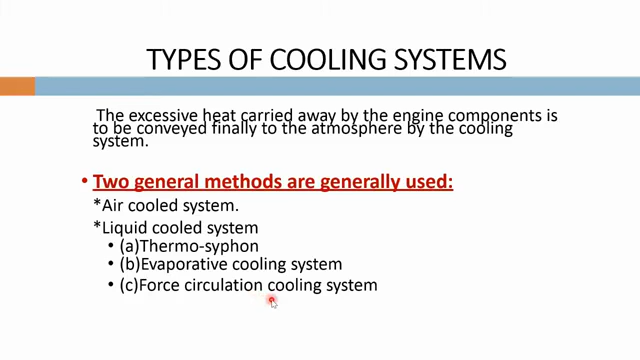 TYPES OF COOLING SYSTEMS
The excessive heat carried away by the engine components is
to be conveyed finally to the atmosphere by the cooling
system.
• Two general methods are generally used:
*Air cooled system.
*Liquid cooled system
• (a)Thermo-syphon
• (b)Evaporative cooling system
• (c)Force circulation cooling system